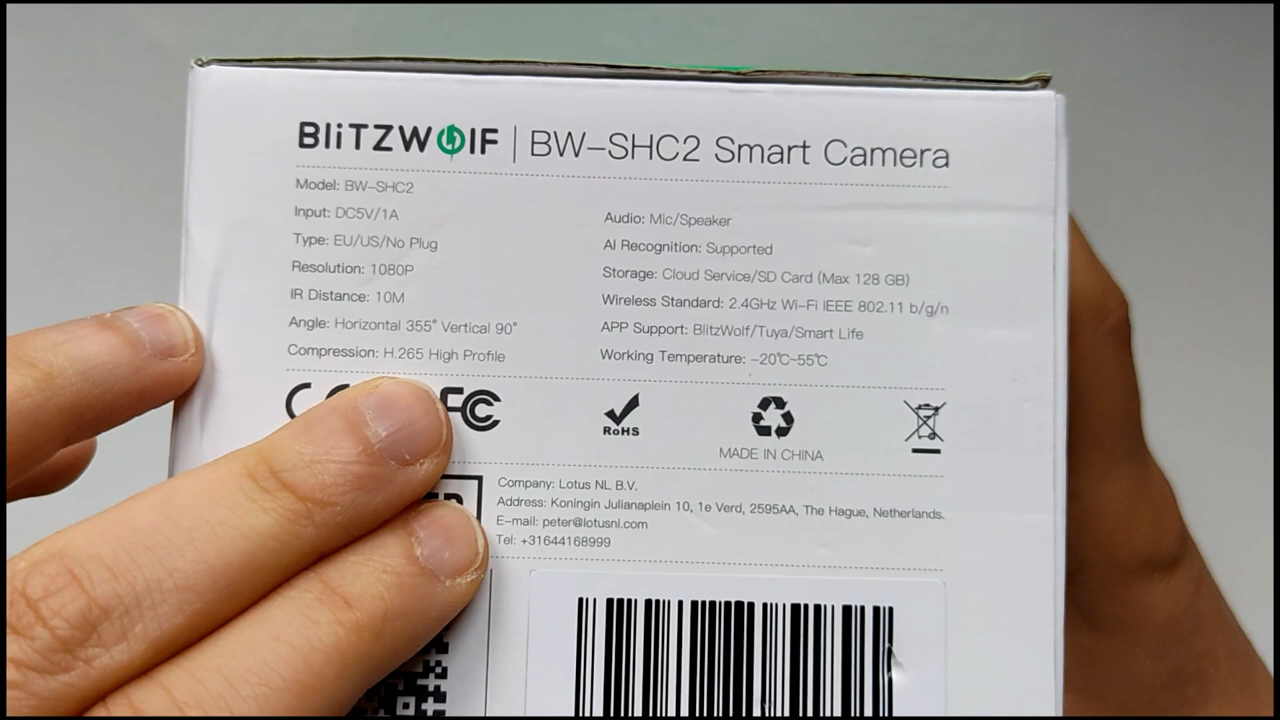 BLiTZWOLF | BW-SHC2 Smart Camera
Model: BW-SHC2
Input: DC5V/1A
Type: EU/US/No Plug
Resolution: 1080P
IR Distance: 10M
Angle: Horizontal 355° Vertical 90°
Compression: H.265 High Profile
Audio: Mic/Speaker
AI Recognition: Supported
Storage: Cloud Service/SD Card (Max 128 GB)
Wireless Standard: 2.4GHz Wi-Fi IEEE 802.11 b/g/n
APP Support: BlitzWolf/Tuya/Smart Life
Working Temperature: -20℃~55℃
FC
RoHS
MADE IN CHINA
Company: Lotus NL B.V.
Address: Koningin Julianaplein 10, 1e Verd, 2595AA, The Hague, Netherlands.
E-mail: peter@lotusnl.com
Tel: +31644168999